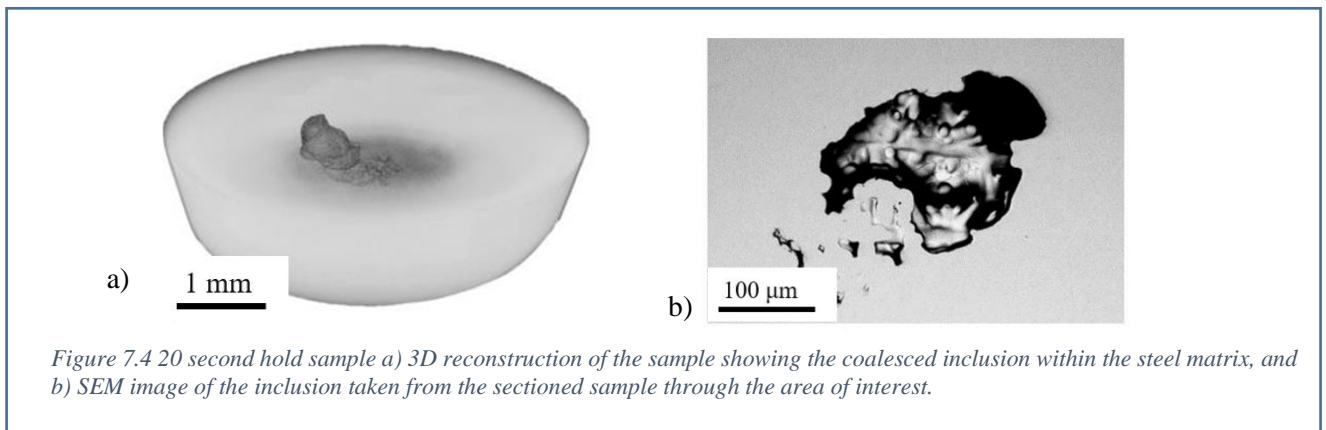 a)
1 mm
b)
100 μm
Figure 7.4 20 second hold sample a) 3D reconstruction of the sample showing the coalesced inclusion within the steel matrix, and
b) SEM image of the inclusion taken from the sectioned sample through the area of interest.